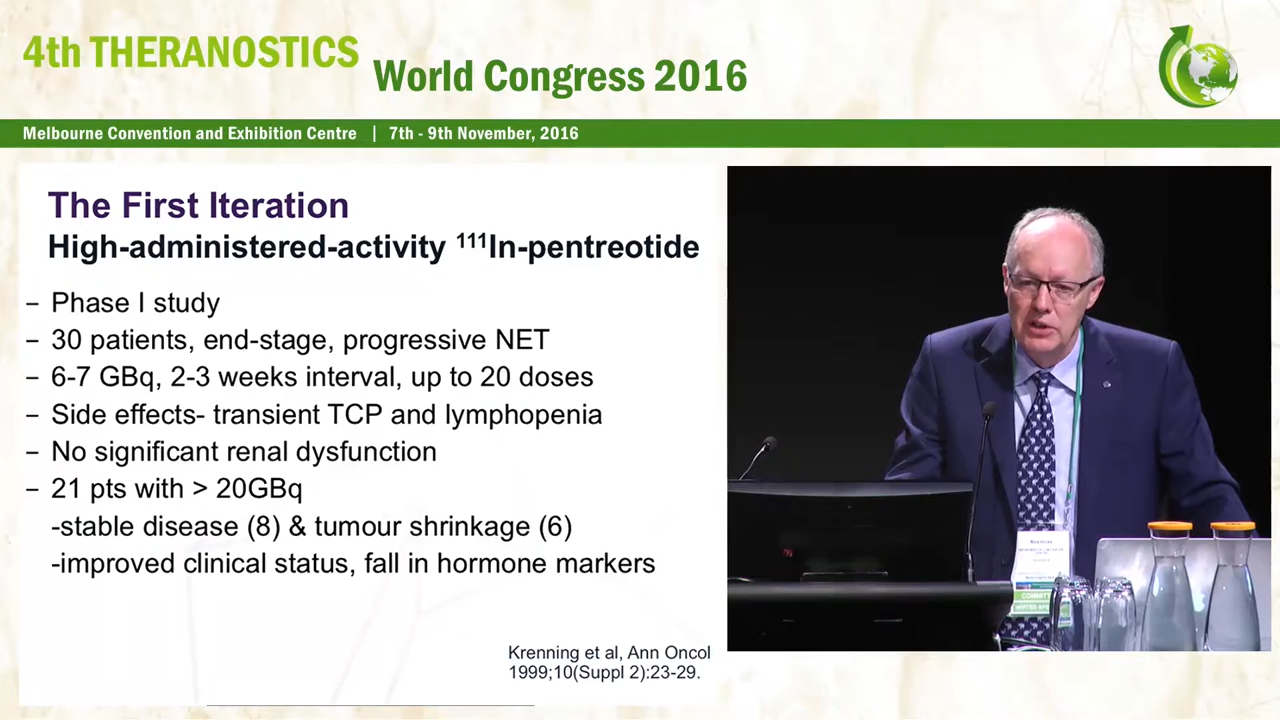 4th THERANOSTICS
World Congress 2016
Melbourne Convention and Exhibition Centre | 7th - 9th November, 2016
The First Iteration
High-administered-activity ¹¹¹In-pentreotide
– Phase I study
– 30 patients, end-stage, progressive NET
– 6-7 GBq, 2-3 weeks interval, up to 20 doses
– Side effects- transient TCP and lymphopenia
– No significant renal dysfunction
– 21 pts with > 20GBq
-stable disease (8) & tumour shrinkage (6)
-improved clinical status, fall in hormone markers
Krenning et al, Ann Oncol
1999;10(Suppl 2):23-29.